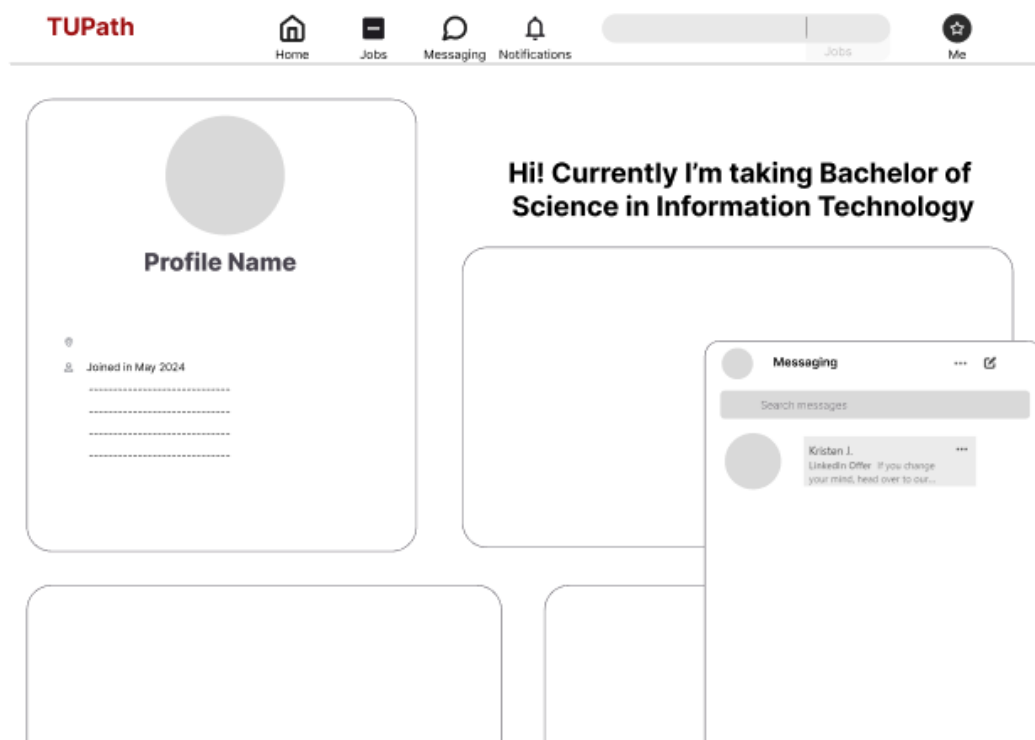 TUPath
Home
Jobs
Messaging
Notifications
Jobs
Me
Hi! Currently I'm taking Bachelor of
Science in Information Technology
Profile Name
Joined in May 2024
Messaging
Search messages
Kristen J.
LinkedIn Offer If you change
your mind, head over to our...